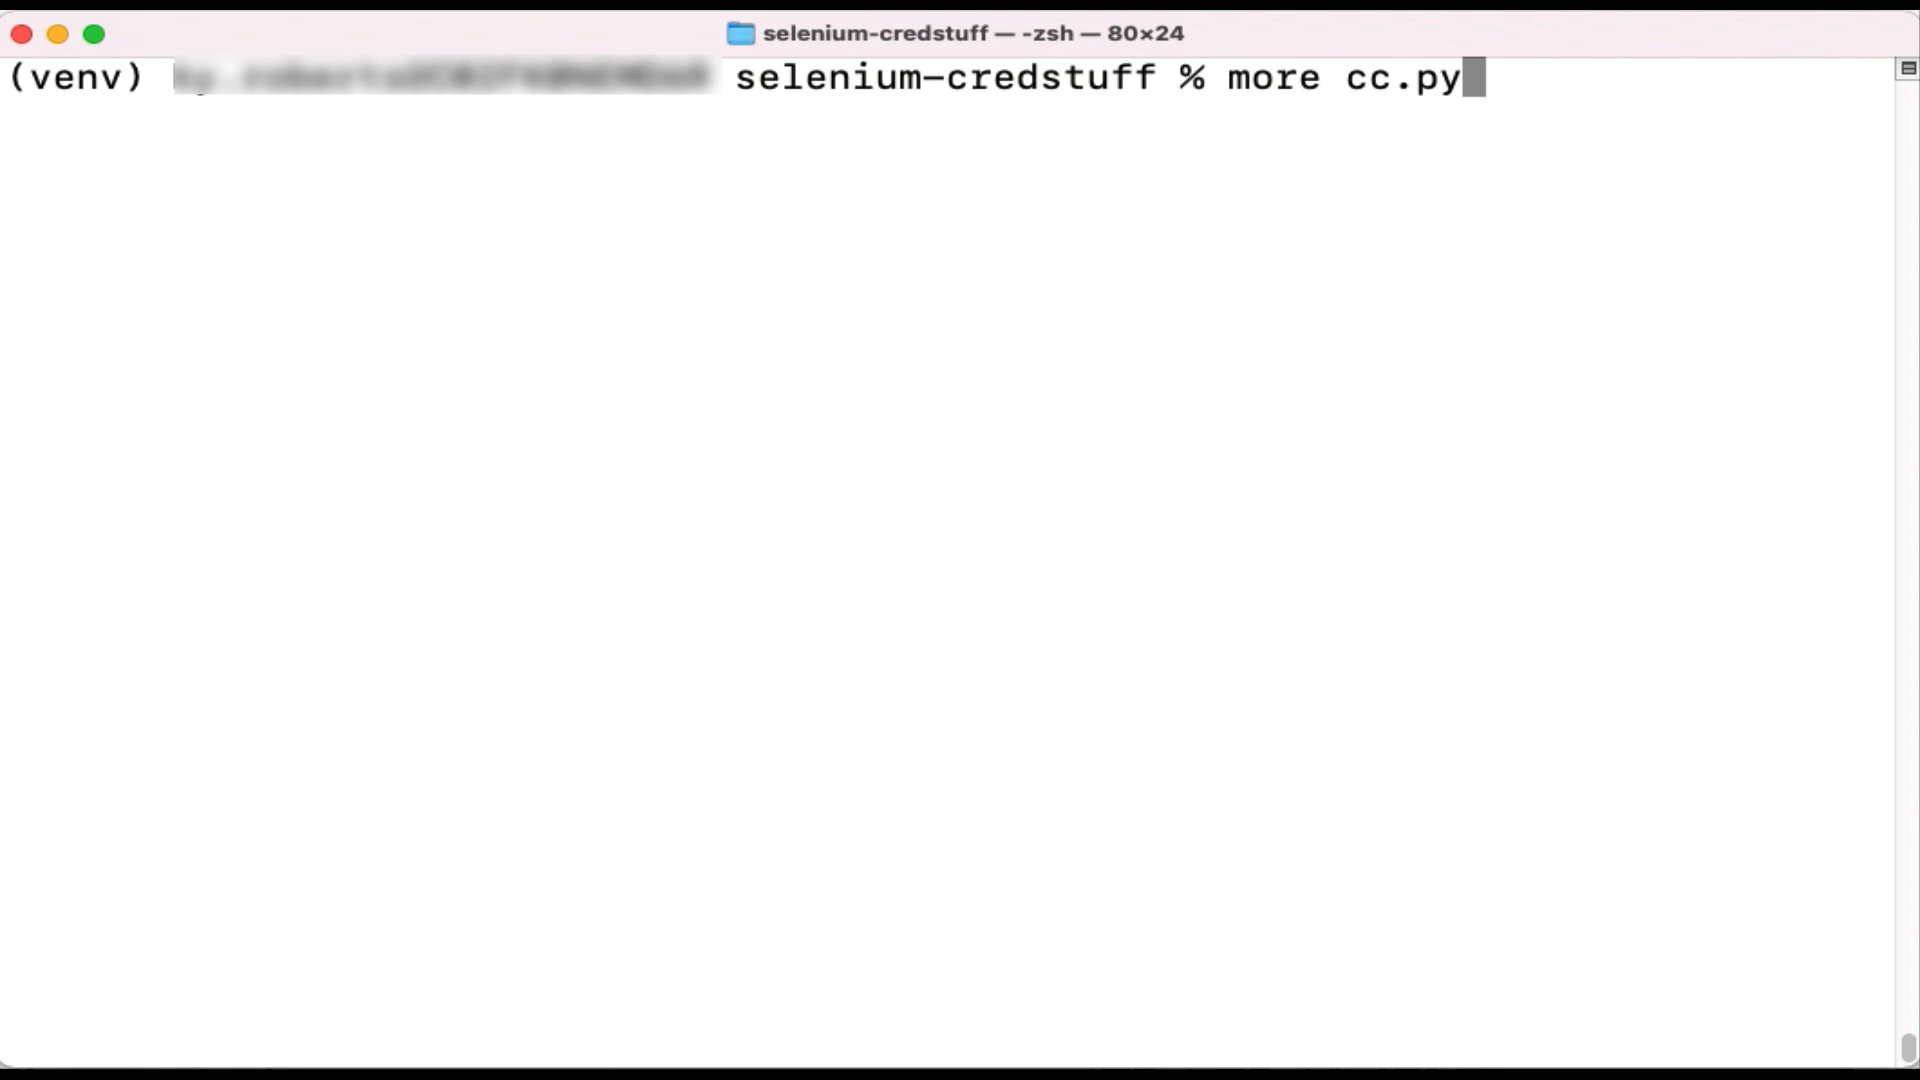 selenium-credstuff — -zsh — 80×24
(venv) selenium-credstuff % more cc.py